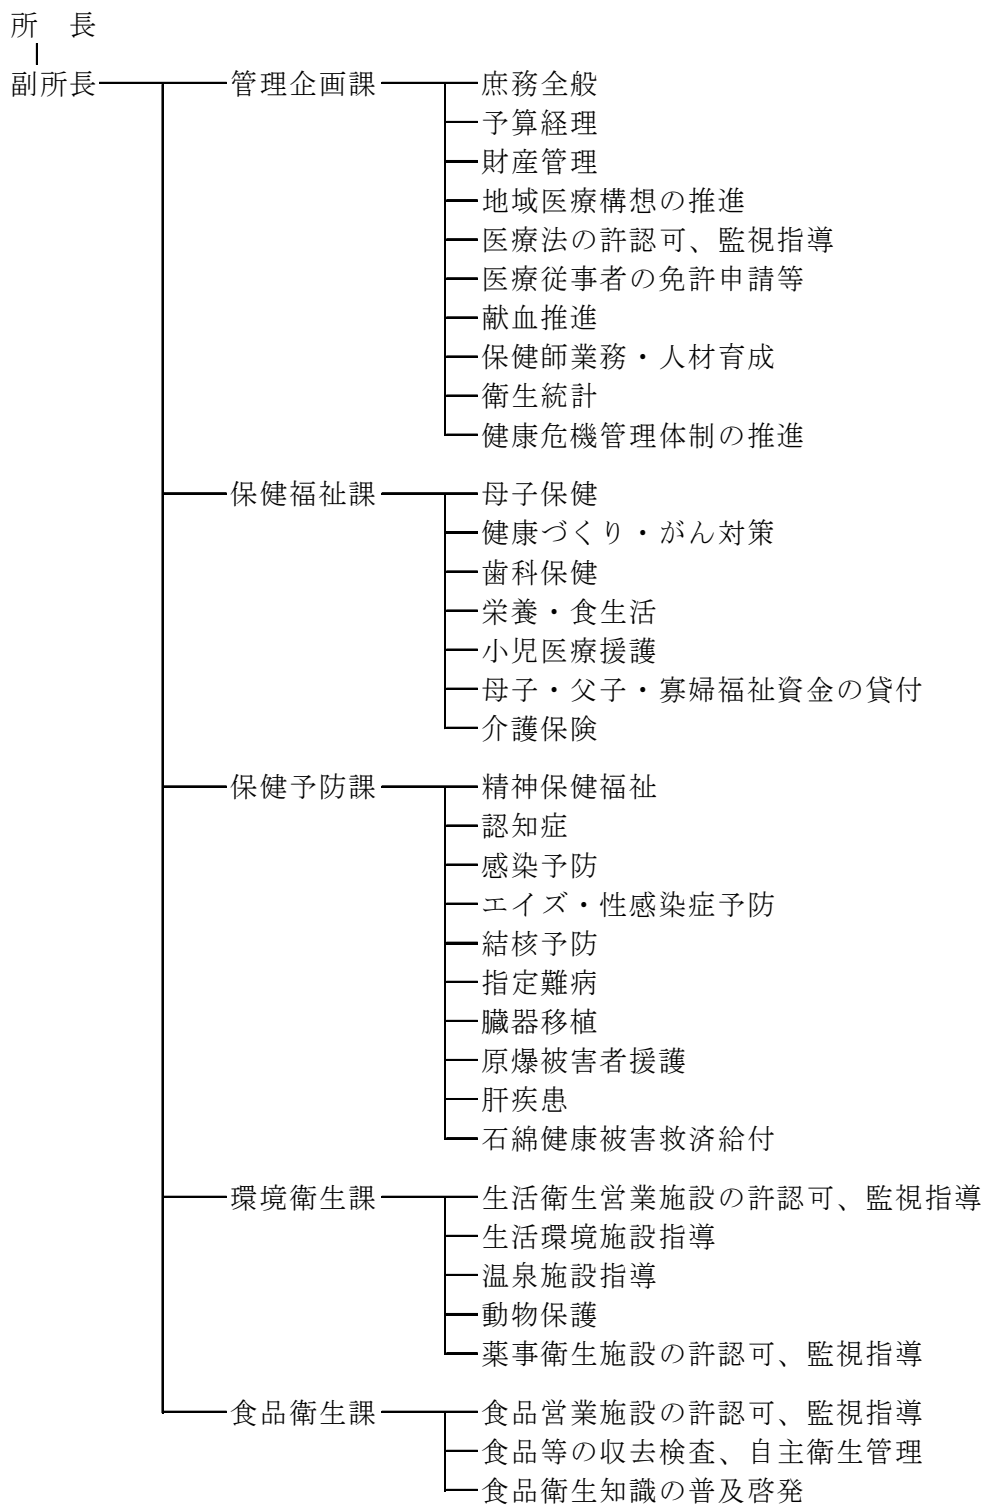 所　長
副所長　管理企画課　庶務全般
予算経理
財産管理
地域医療構想の推進
医療法の許認可、監視指導
医療従事者の免許申請等
献血推進
保健師業務・人材育成
衛生統計
健康危機管理体制の推進
保健福祉課　母子保健
健康づくり・がん対策
歯科保健
栄養・食生活
小児医療援護
母子・父子・寡婦福祉資金の貸付
介護保険
保健予防課　精神保健福祉
認知症
感染予防
エイズ・性感染症予防
結核予防
指定難病
臓器移植
原爆被害者援護
肝疾患
石綿健康被害救済給付
環境衛生課　生活衛生営業施設の許認可、監視指導
生活環境施設指導
温泉施設指導
動物保護
薬事衛生施設の許認可、監視指導
食品衛生課　食品営業施設の許認可、監視指導
食品等の収去検査、自主衛生管理
食品衛生知識の普及啓発